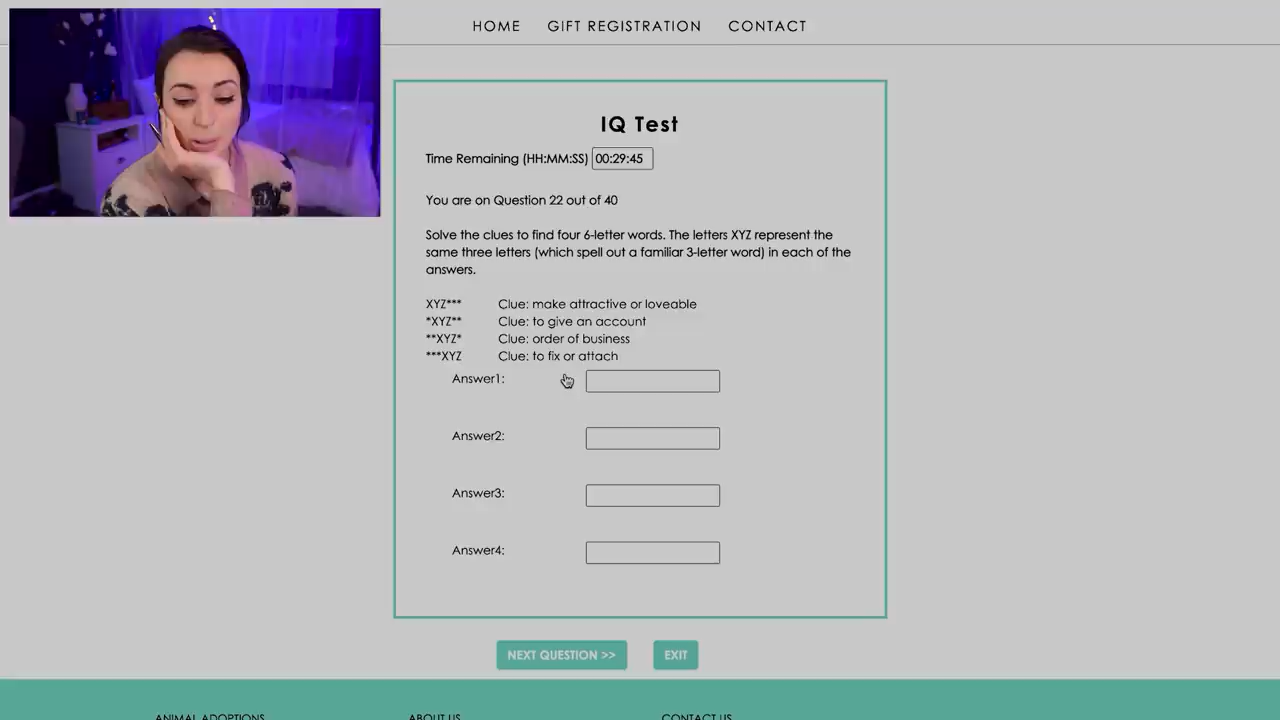 HOME GIFT REGISTRATION CONTACT
IQ Test
Time Remaining (HH:MM:SS) 00:29:45
You are on Question 22 out of 40
Solve the clues to find four 6-letter words. The letters XYZ represent the
same three letters (which spell out a familiar 3-letter word) in each of the
answers.
XYZ*** Clue: make attractive or loveable
*XYZ** Clue: to give an account
**XYZ* Clue: order of business
***XYZ Clue: to fix or attach
Answer1:
Answer2:
Answer3:
Answer4:
NEXT QUESTION >> EXIT
ANIMAL ADOPTIONS ABOUT US CONTACT US